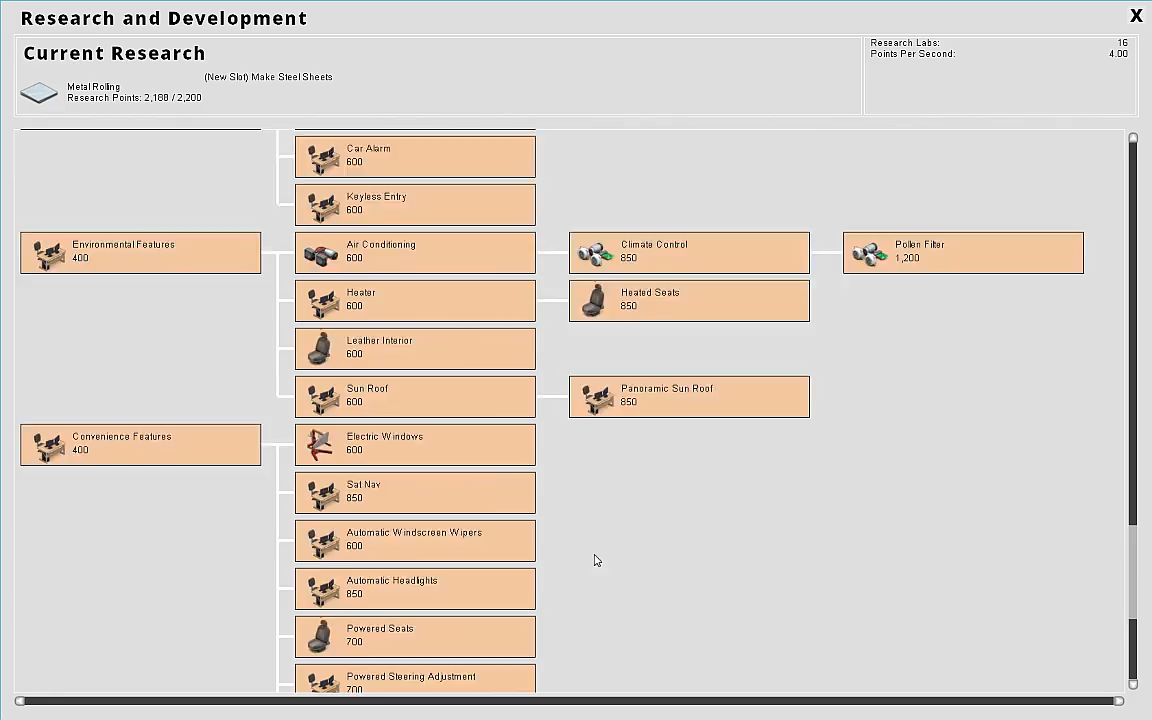 Research and Development
X
Current Research
(New Slot) Make Steel Sheets
Metal Rolling
Research Points: 2,188 / 2,200
Research Labs: 16
Points Per Second: 4.00
Car Alarm
600
Keyless Entry
600
Environmental Features
400
Air Conditioning
600
Climate Control
850
Pollen Filter
1,200
Heater
600
Heated Seats
850
Leather Interior
600
Sun Roof
600
Panoramic Sun Roof
850
Convenience Features
400
Electric Windows
600
Sat Nav
850
Automatic Windscreen Wipers
600
Automatic Headlights
850
Powered Seats
700
Powered Steering Adjustment
700